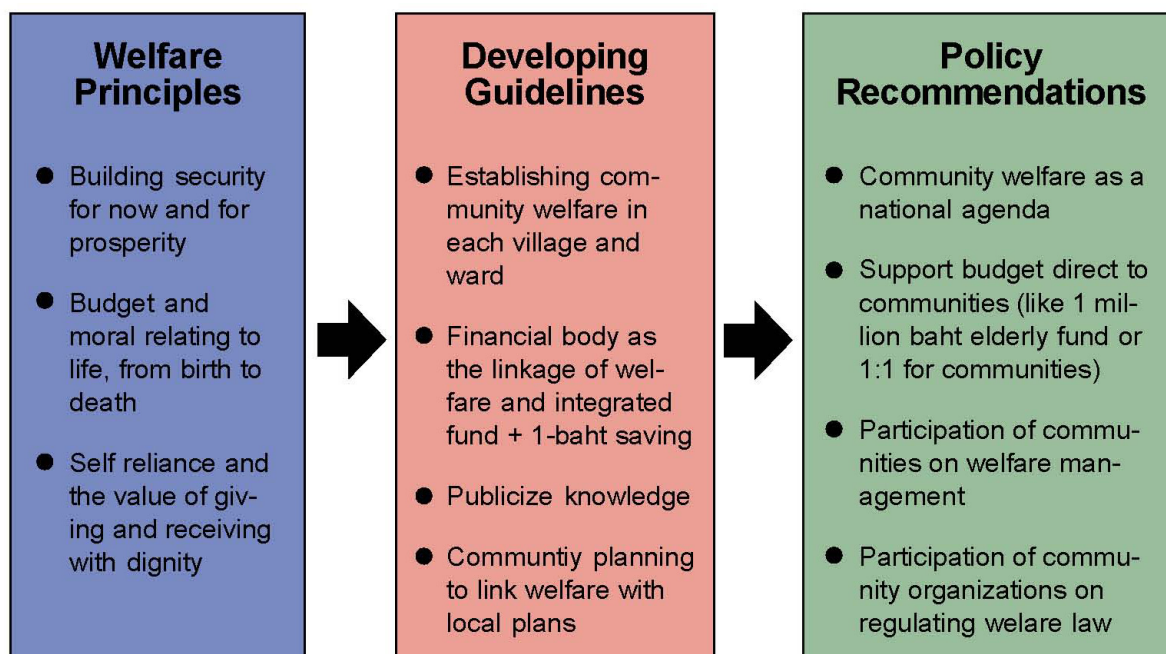 Welfare
Principles
● Building security
for now and for
prosperity
● Budget and
moral relating to
life, from birth to
death
● Self reliance and
the value of giv-
ing and receiving
with dignity
Developing
Guidelines
● Establishing com-
munity welfare in
each village and
ward
● Financial body as
the linkage of wel-
fare and integrated
fund + 1-baht saving
● Publicize knowledge
● Communtiy planning
to link welfare with
local plans
Policy
Recommendations
● Community welfare as a
national agenda
● Support budget direct to
communities (like 1 mil-
lion baht elderly fund or
1:1 for communities)
● Participation of commu-
nities on welfare man-
agement
● Participation of commu-
nity organizations on
regulating welare law